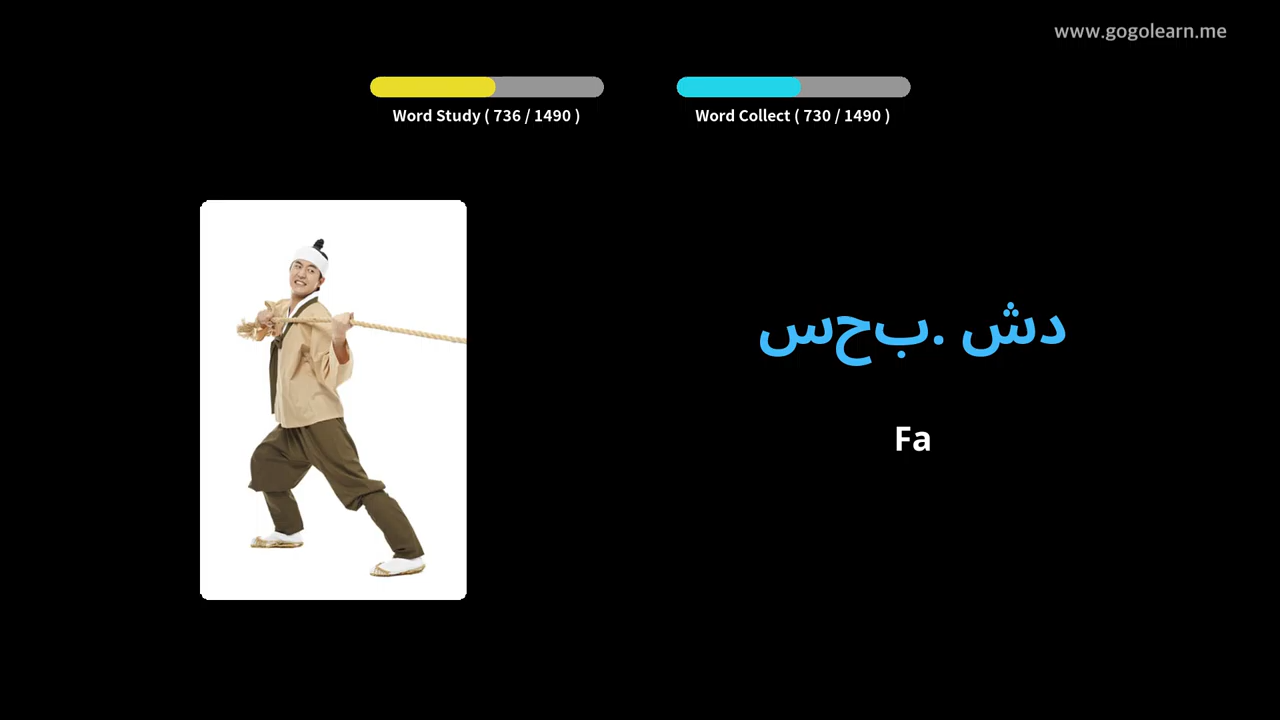 www.gogolearn.me
Word Study ( 736 / 1490 )
Word Collect ( 730 / 1490 )
دش .بحس
Fa